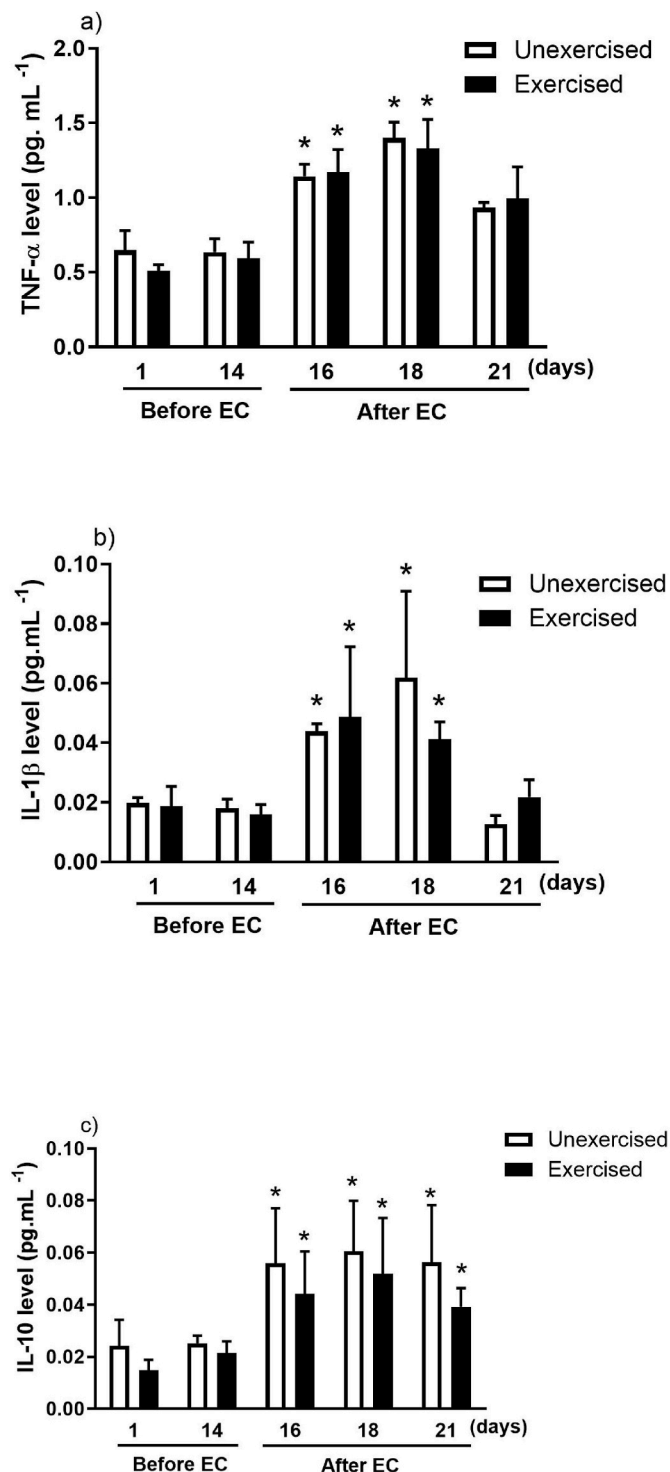 a)
2.0
1.5
1.0
0.5
0.0
TNF-α level (pg. mL -1)
Unexercised
Exercised
* * * *
1 14 16 18 21 (days)
Before EC After EC
b)
0.10
0.08
0.06
0.04
0.02
0.00
IL-1β level (pg.mL -1)
Unexercised
Exercised
* * * *
1 14 16 18 21 (days)
Before EC After EC
c)
0.10
0.08
0.06
0.04
0.02
0.00
IL-10 level (pg.mL -1)
Unexercised
Exercised
* * * * * *
1 14 16 18 21 (days)
Before EC After EC